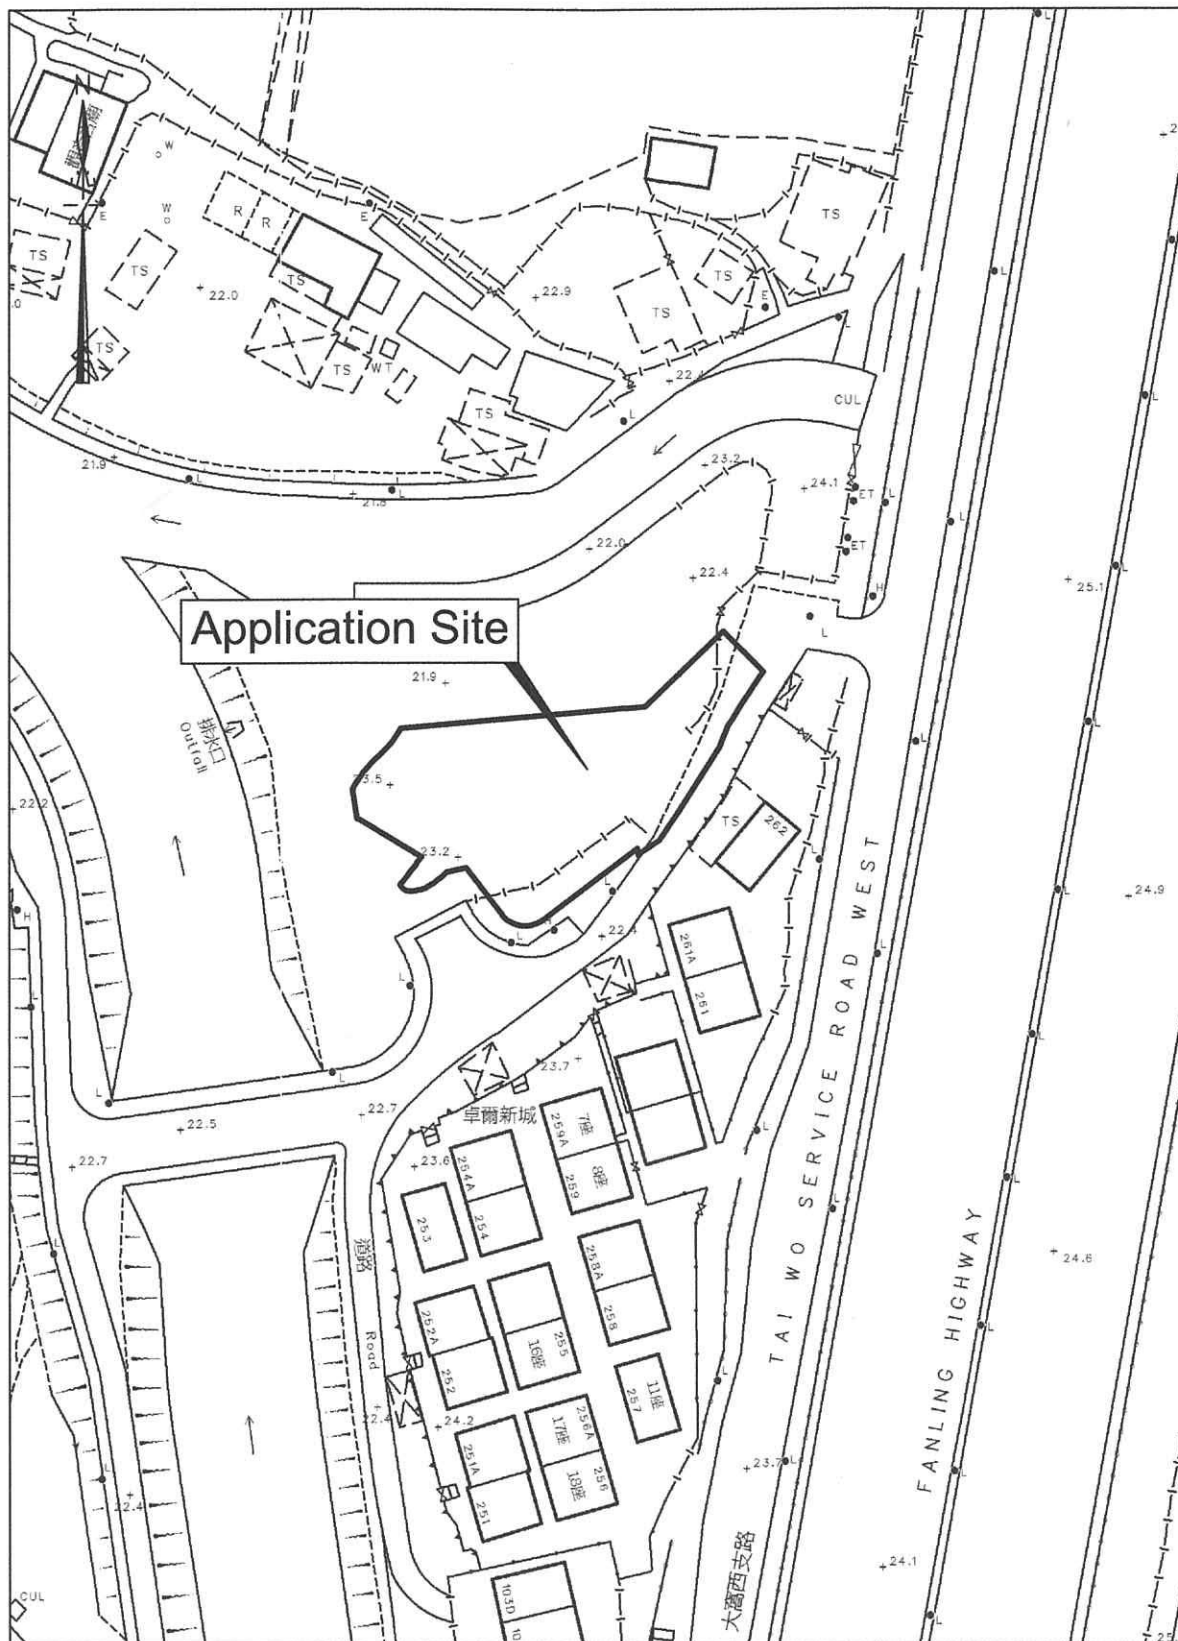 W
W
E
R
R
E
TS
TS
TS
TS
TS
WT
TS
22.0
22.9
TS
TS
TS
E
L
22.4
L
CUL
21.9
L
L
23.2
24.1
ET
L
ET
22.0
22.4
H
L
25.1
Application Site
21.9
排水口
Outfall
23.5
23.2
22.2
H
L
TS
262
L
L
L
L
22.4
24.9
261A
261
23.7
22.7
22.5
22.7
卓爾新城
7座
259A
8座
259
254A
254
253
23.6
道路
Road
258A
258
252A
252
255
16座
11座
257
256A
17座
256
18座
251A
251
22.4
24.2
22.4
TAI WO SERVICE ROAD WEST
大窩西支路
FANLING HIGHWAY
24.6
23.7
24.1
CUL
103D